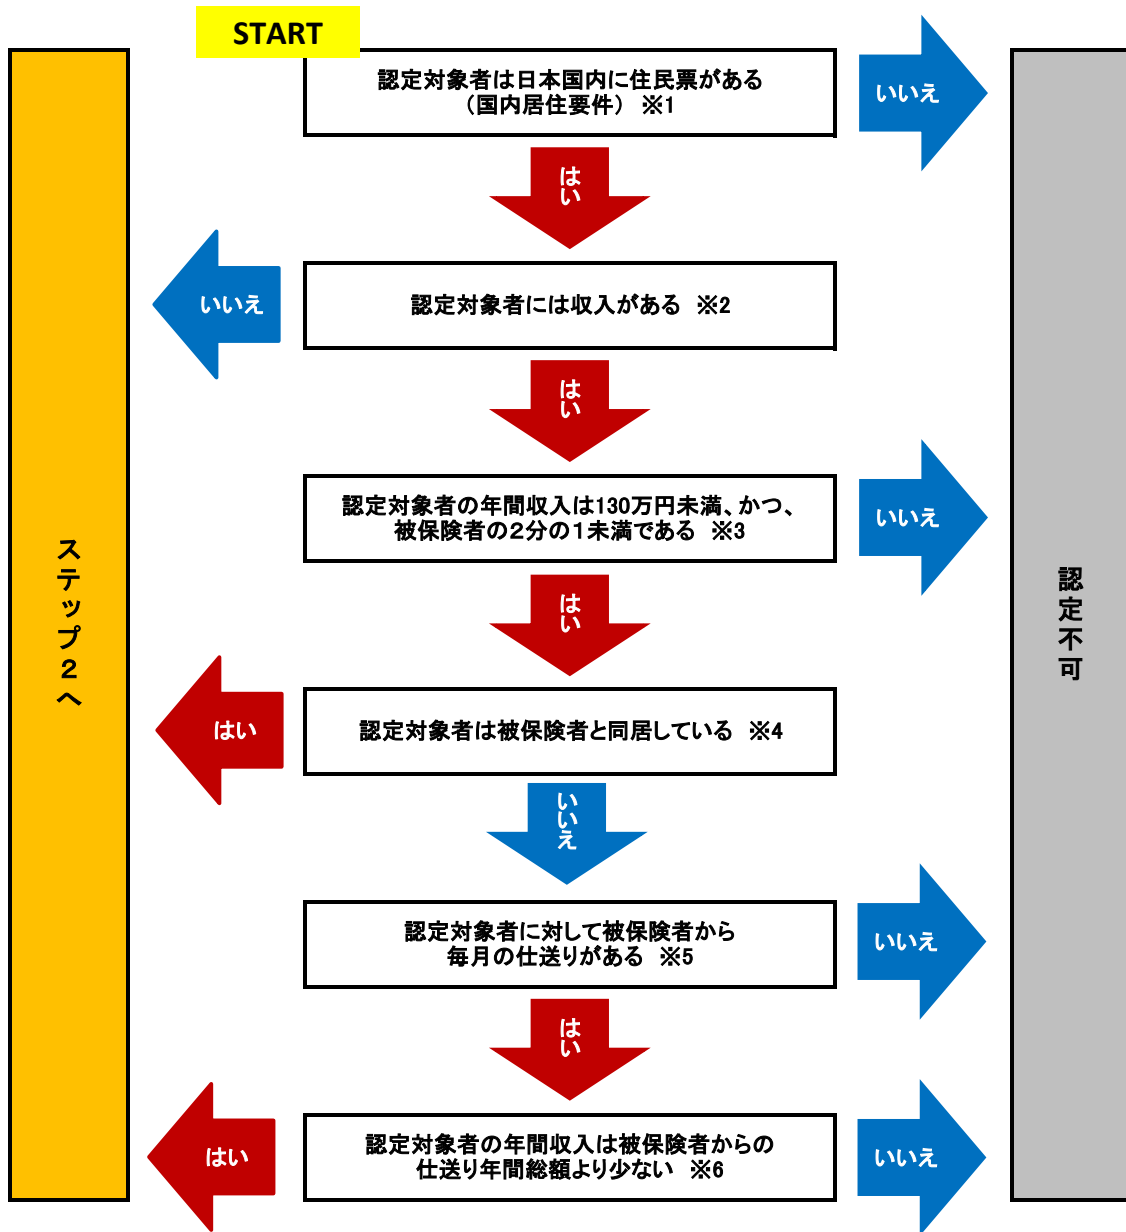 START
認定対象者は日本国内に住民票がある
（国内居住要件） ※1
いいえ
はい
認定対象者には収入がある ※2
いいえ
はい
認定対象者の年間収入は130万円未満、かつ、
被保険者の２分の１未満である ※3
いいえ
はい
認定対象者は被保険者と同居している ※4
はい
いいえ
認定対象者に対して被保険者から
毎月の仕送りがある ※5
いいえ
はい
認定対象者の年間収入は被保険者からの
仕送り年間総額より少ない ※6
はい
いいえ
ステップ２へ
認定不可